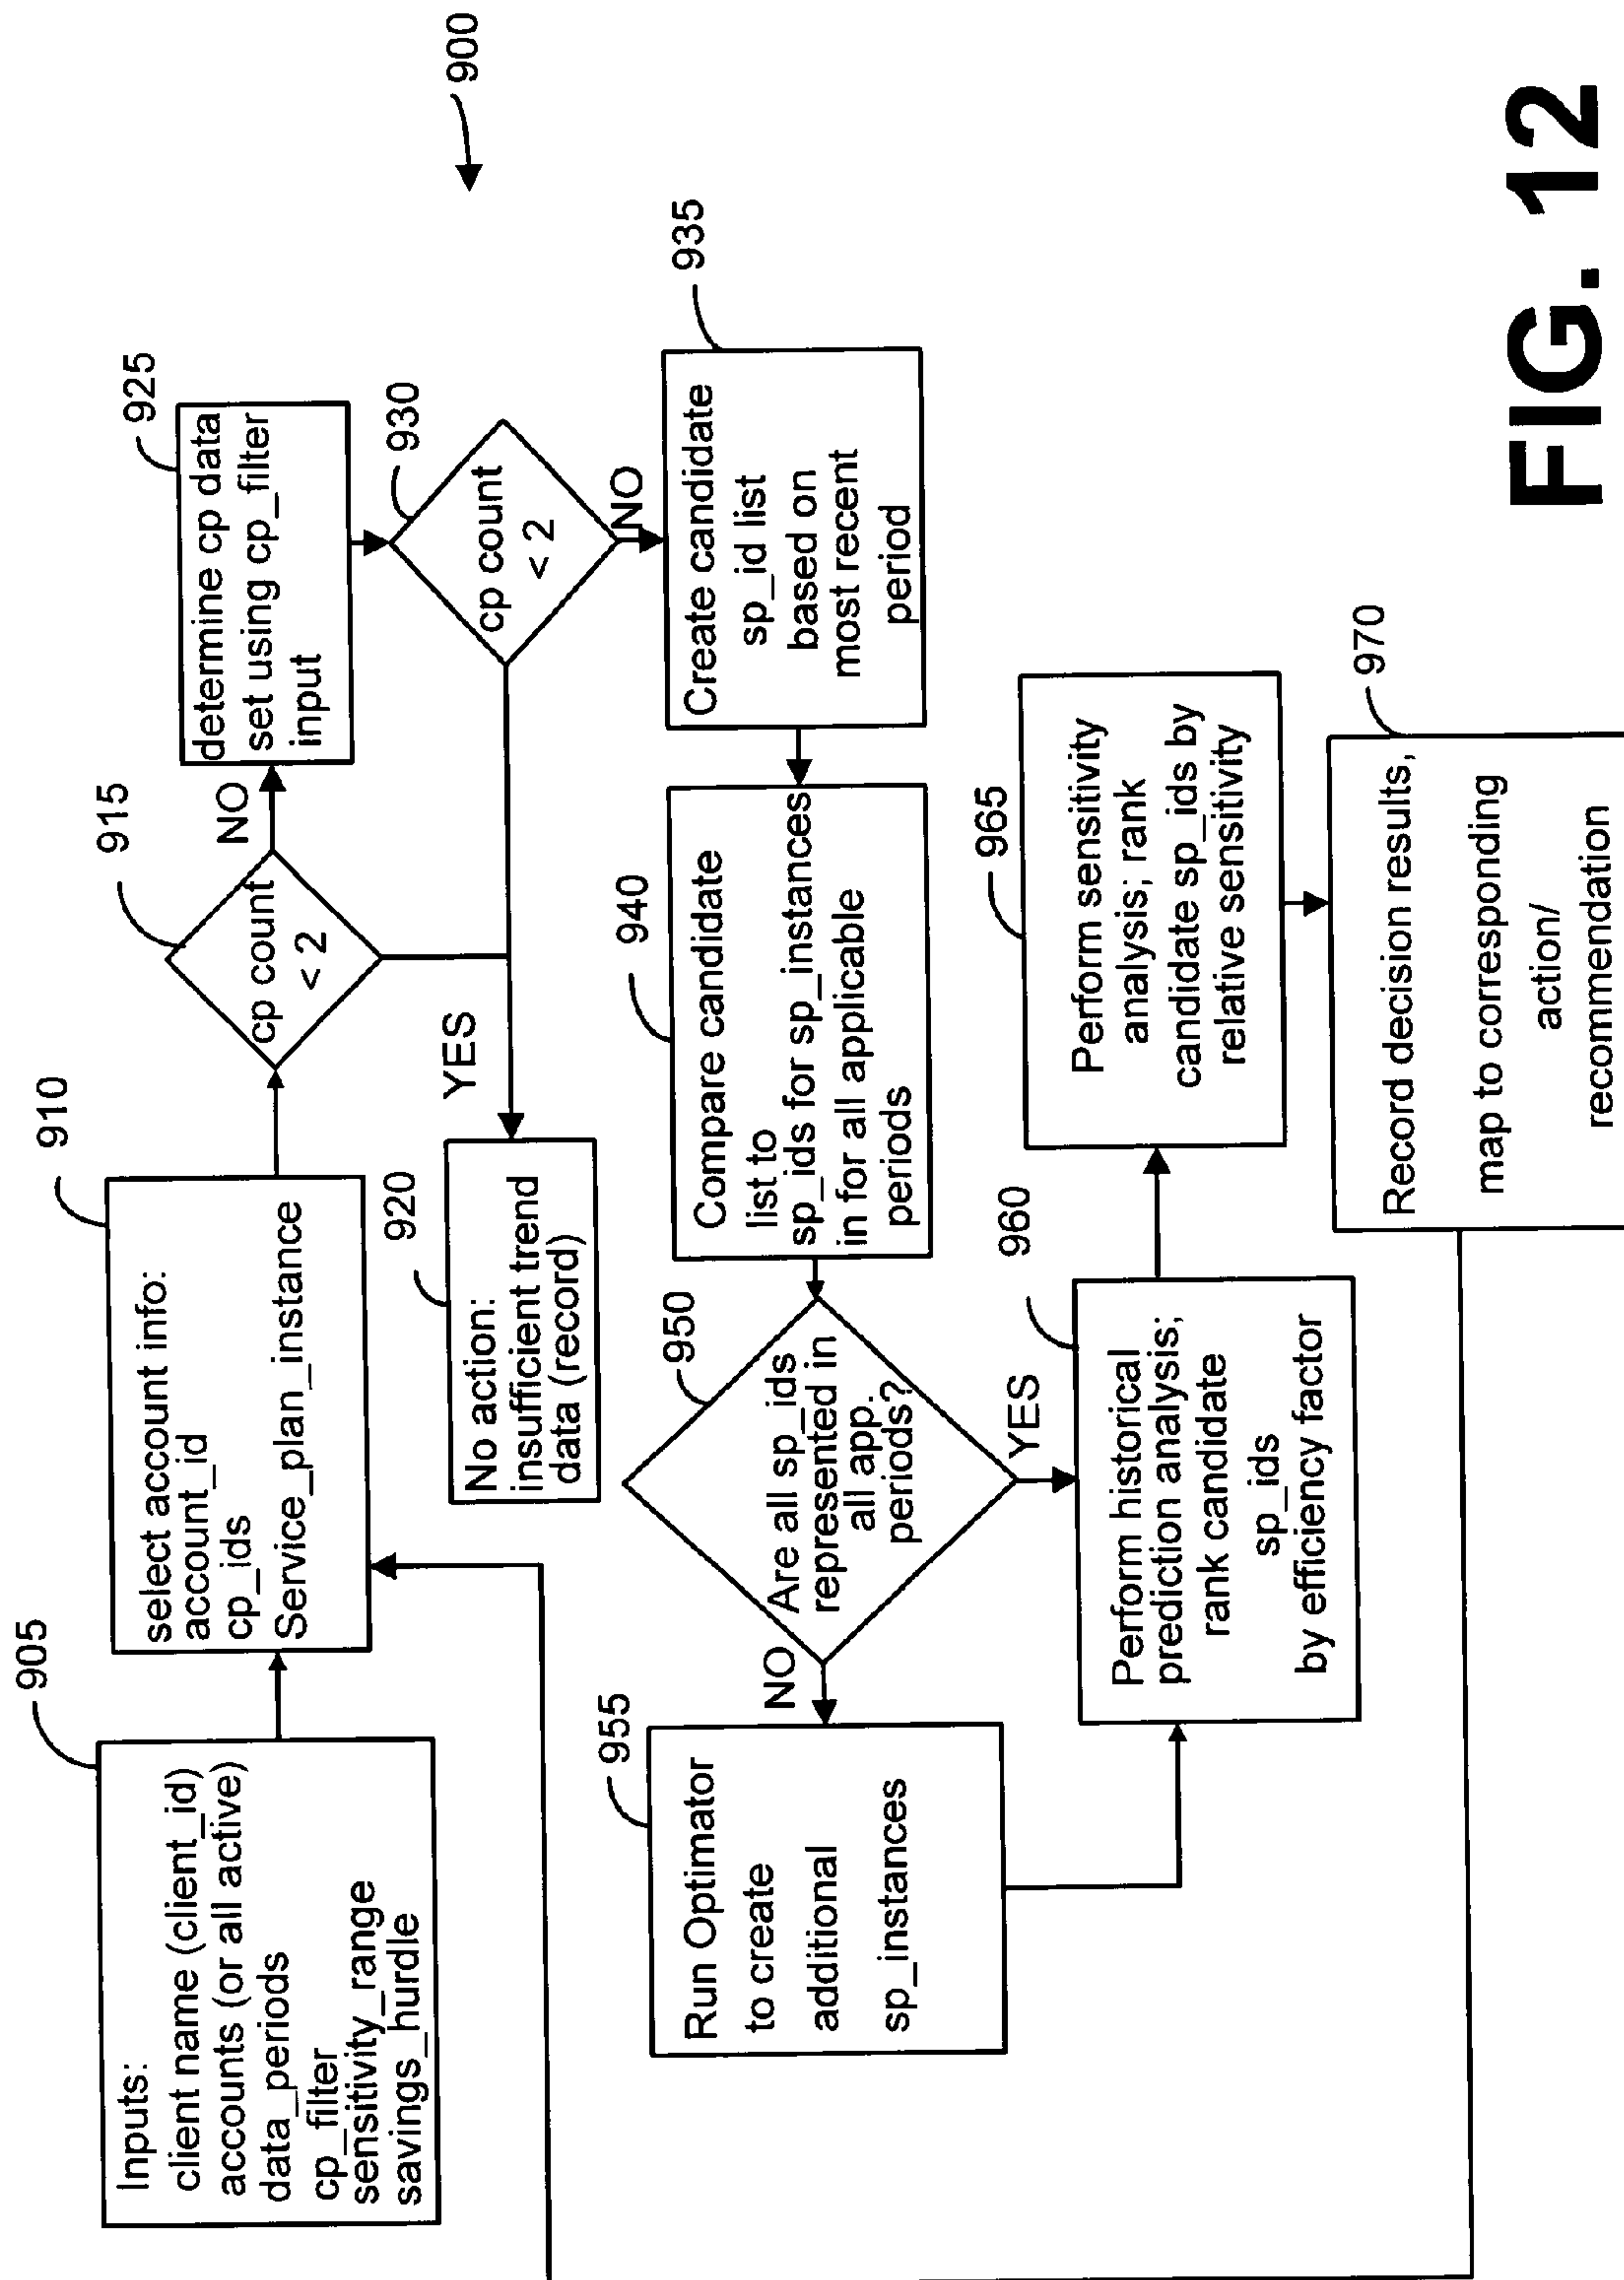 900
905
Inputs:
client name (client_id)
accounts (or all active)
data_periods
cp_filter
sensitivity_range
savings_hurdle
910
select account info:
account_id
cp_ids
Service_plan_instance
915
cp count
< 2
NO
YES
920
No action:
insufficient trend
data (record)
925
determine cp data
set using cp_filter
input
930
cp count
< 2
NO
935
Create candidate
sp_id list
based on
most recent
period
940
Compare candidate
list to
sp_ids for sp_instances
in for all applicable
periods
950
Are all sp_ids
represented in
all app.
periods?
NO
YES
955
Run Optimator
to create
additional
sp_instances
960
Perform historical
prediction analysis;
rank candidate
sp_ids
by efficiency factor
965
Perform sensitivity
analysis; rank
candidate sp_ids by
relative sensitivity
970
Record decision results,
map to corresponding
action/
recommendation
FIG. 12